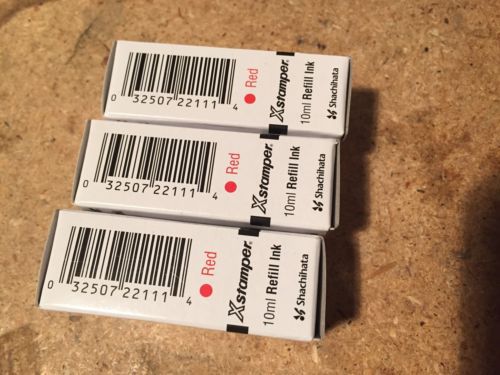 0 32507 22111 4
Red
Xstamper®
10ml Refill Ink
Shachihata
0 32507 22111 4
Red
Xstamper®
10ml Refill Ink
Shachihata
0 32507 22111 4
Red
Xstamper®
10ml Refill Ink
Shachihata